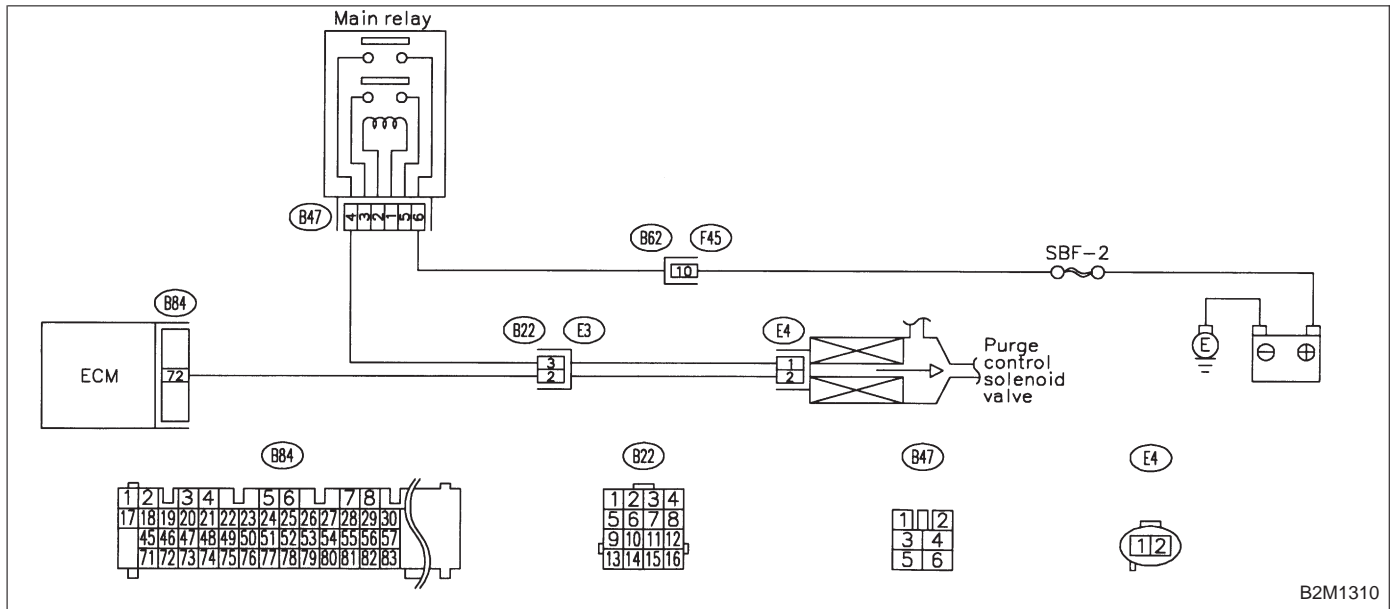 Main relay
B47
4 3 2 1 5 6
B62 F45
10
SBF-2
B84
ECM
72
B22 E3
3
2
E4
1
2
Purge
control
solenoid
valve
E
⊖ ⊕
B84
1 2 3 4 5 6 7 8
17 18 19 20 21 22 23 24 25 26 27 28 29 30
45 46 47 48 49 50 51 52 53 54 55 56 57
71 72 73 74 75 76 77 78 79 80 81 82 83
B22
1 2 3 4
5 6 7 8
9 10 11 12
13 14 15 16
B47
1 2
3 4
5 6
E4
1 2
B2M1310